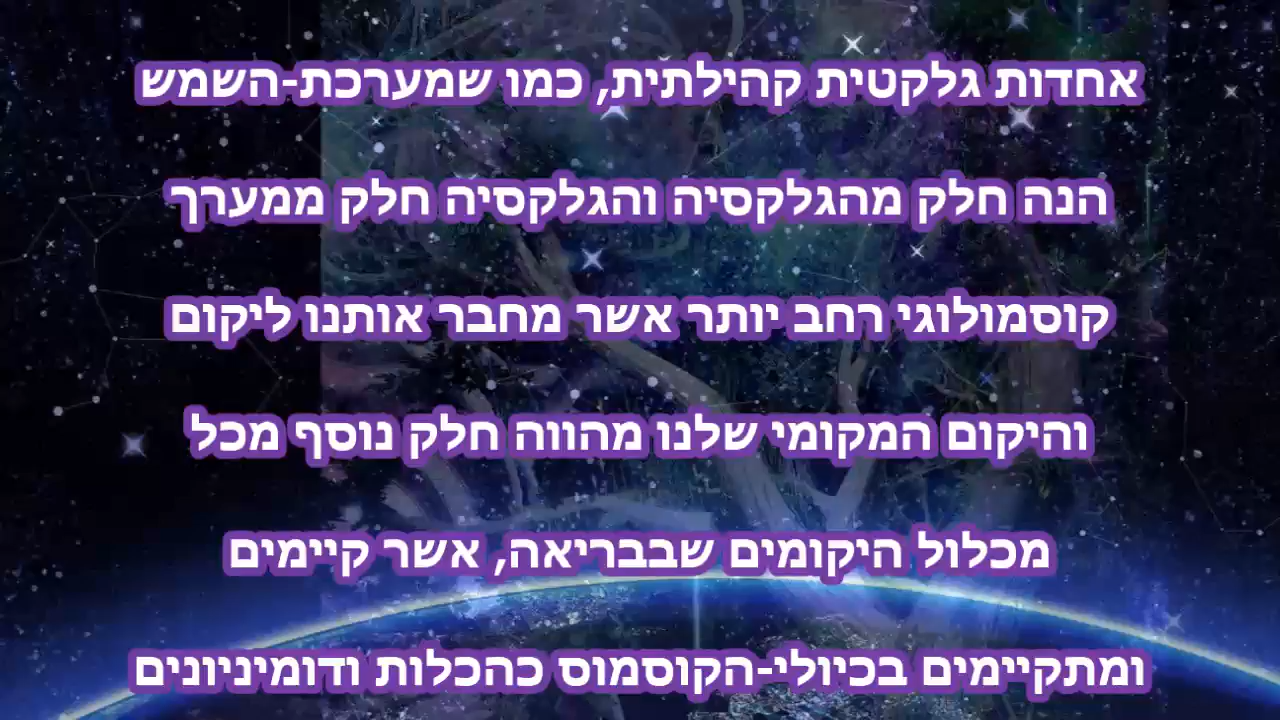 אחדות גלקטית קהילתית, כמו שמערכת-השמש
הנה חלק מהגלקסיה והגלקסיה חלק ממערך
קוסמולוגי רחב יותר אשר מחבר אותנו ליקום
והיקום המקומי שלנו מהווה חלק נוסף מכל
מכלול היקומים שבבריאה, אשר קיימים
ומתקיימים בכיולי-הקוסמוס כהכלות ודומיניונים